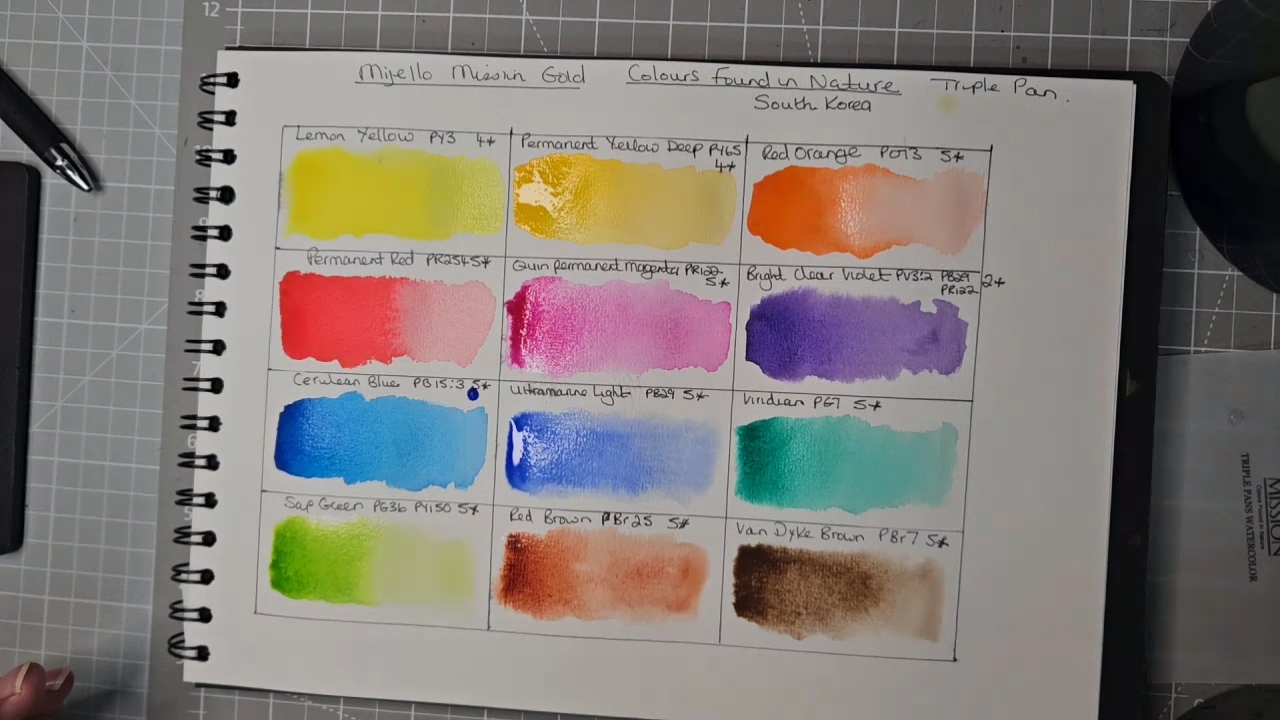 12
Mijello Mission Gold Colours Found in Nature Triple Pan.
South Korea
Lemon Yellow PY3 4*
Permanent Yellow Deep PY65
4*
Red Orange PO73 5*
Permanent Red PR254 5*
Quin Permanent Magenta PR122
5*
Bright Clear Violet PV3:2 PB29 2*
PR122
Cerulean Blue PB15:3 5*
Ultramarine Light PB29 5*
Viridian PG7 5*
Sap Green PG36 PY150 5*
Red Brown PBr25 5*
Van Dyke Brown PBr7 5*
MISSION
TRIPLE PANS WATERCOLOR